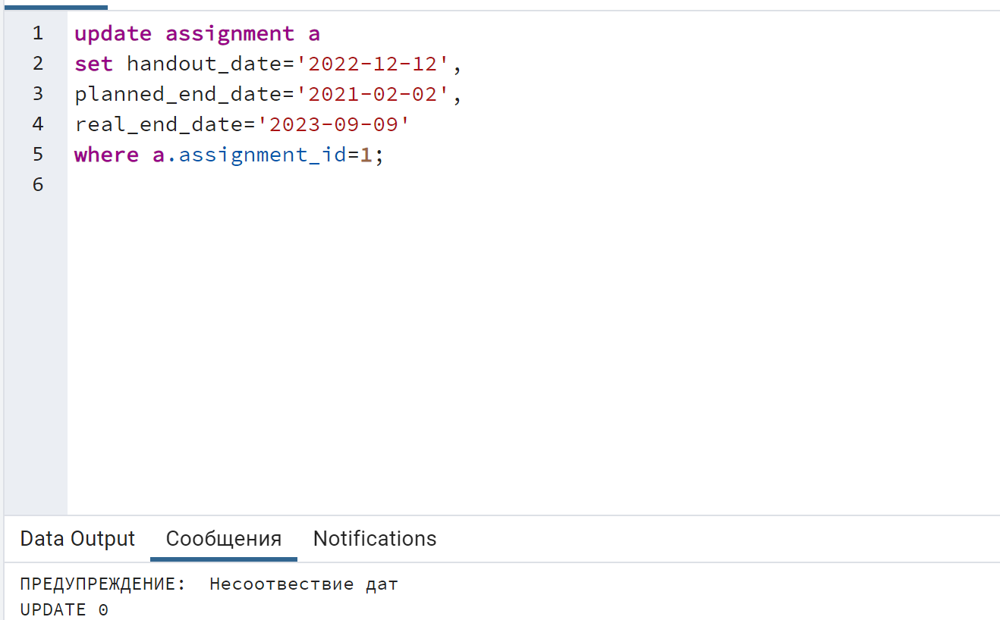 1 update assignment a
2 set handout_date='2022-12-12',
3 planned_end_date='2021-02-02',
4 real_end_date='2023-09-09'
5 where a.assignment_id=1;
6
Data Output Сообщения Notifications
ПРЕДУПРЕЖДЕНИЕ: Несоотвествие дат
UPDATE 0